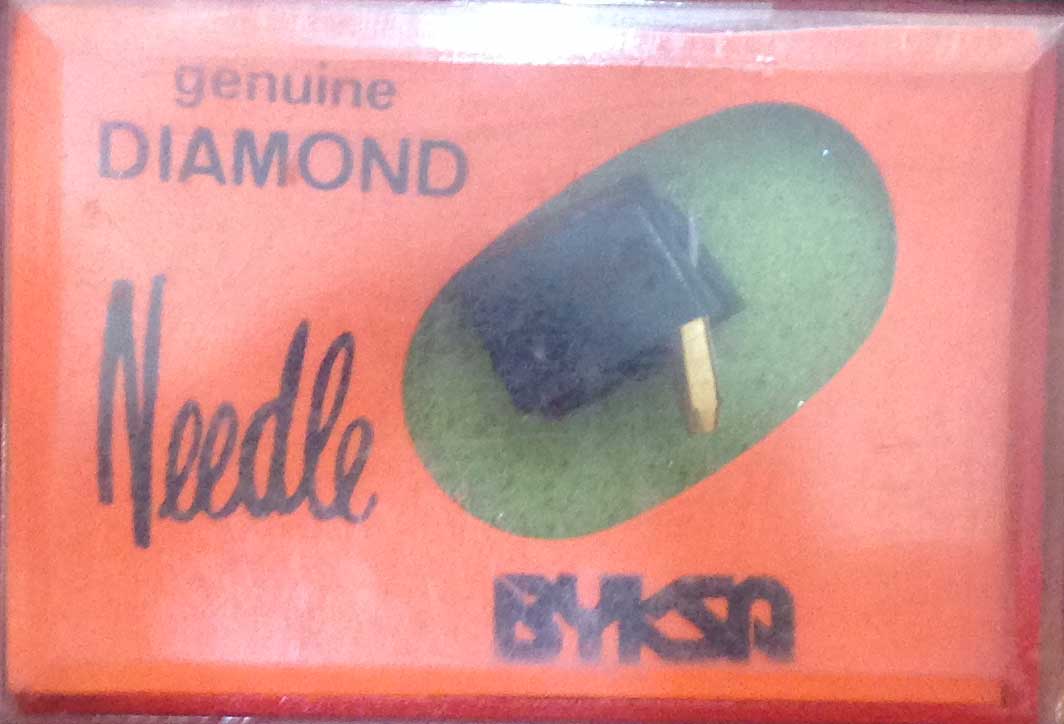 genuine
DIAMOND
Needle
BYKSA